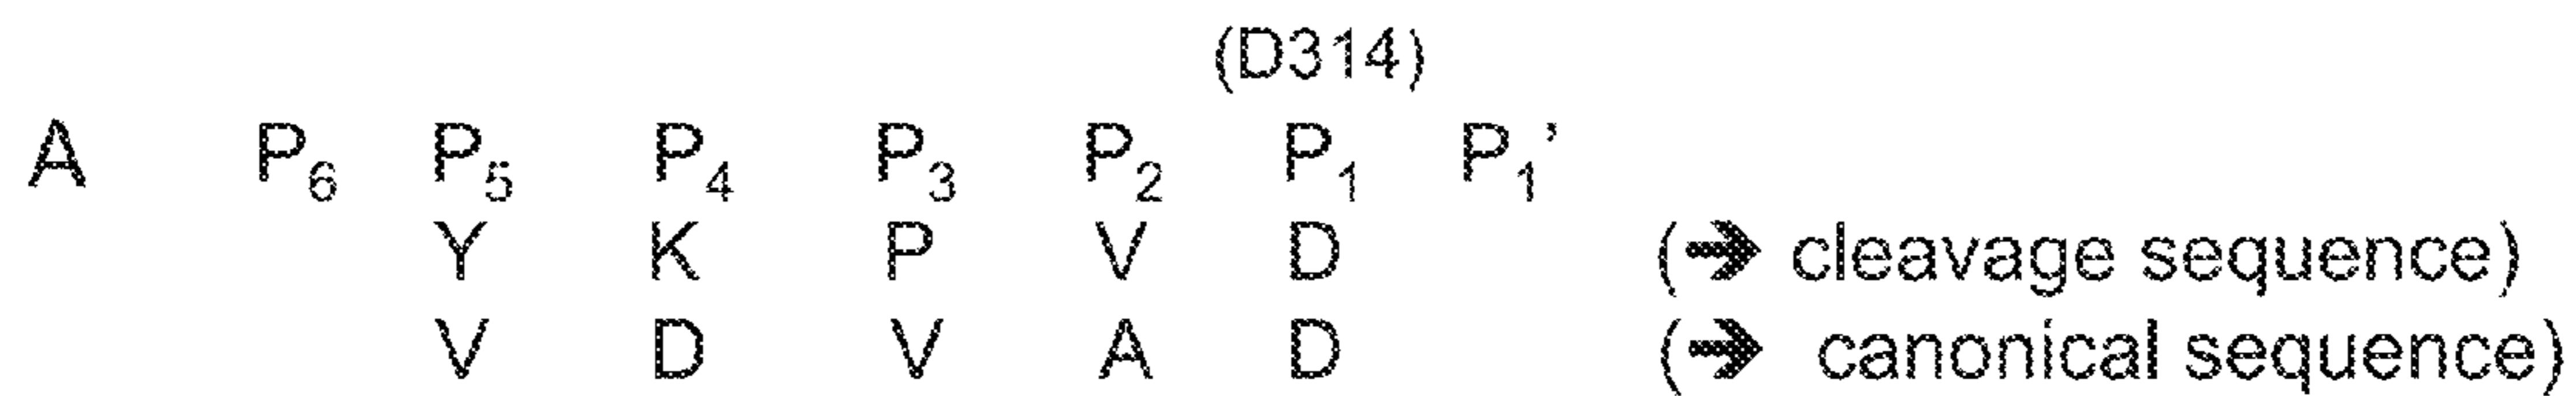 (D314)
A P₆ P₅ P₄ P₃ P₂ P₁ P₁’
Y K P V D (➔ cleavage sequence)
V D V A D (➔ canonical sequence)